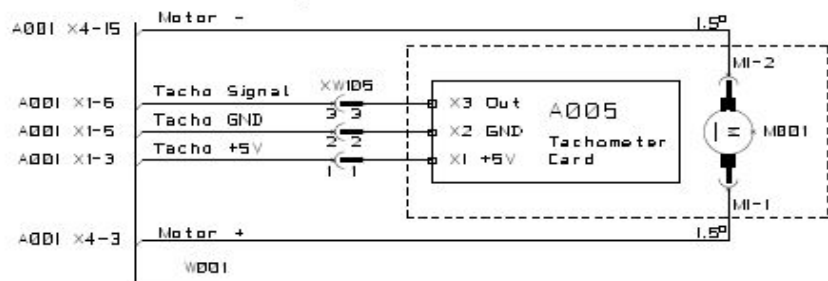 A001 X4-15 Motor - 1.5°
M1-2
Tacho Signal XW105
A001 X1-6 3 3 X3 Out A005
Tacho GND
A001 X1-5 2 2 X2 GND Tachometer M001
Tacho +5V
A001 X1-3 1 1 X1 +5V Card
M1-1
A001 X4-3 Motor + 1.5°
W001